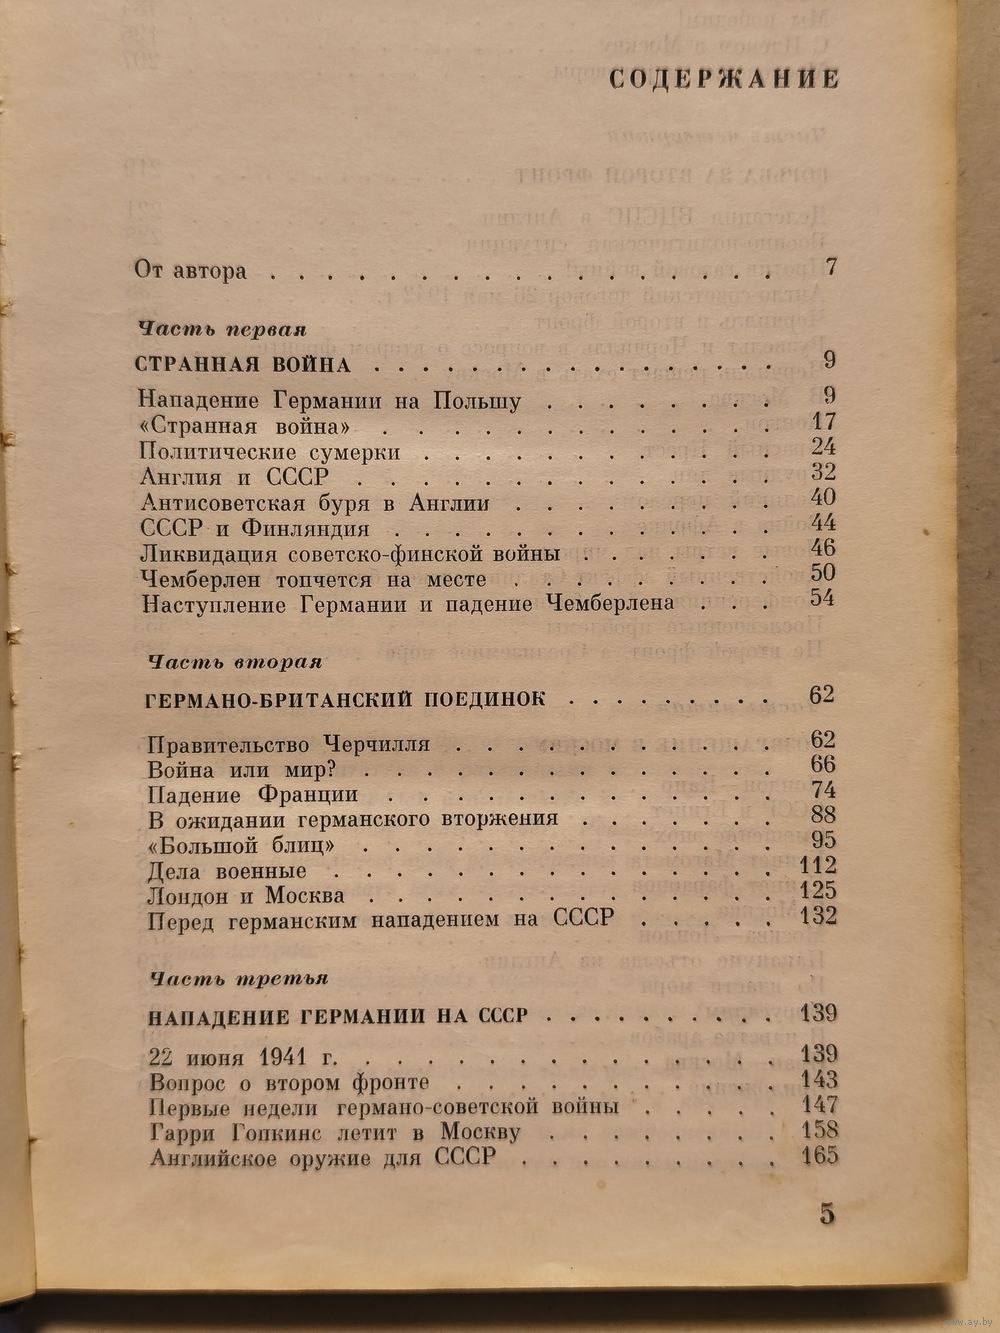 СОДЕРЖАНИЕ
От автора . . . . . . . . . . . . . . . . . 7
Часть первая
СТРАННАЯ ВОЙНА . . . . . . . . . . . . . . . . 9
Нападение Германии на Польшу . . . . . . . . 9
«Странная война» . . . . . . . . . . . . 17
Политические сумерки . . . . . . . . . . . . 24
Англия и СССР . . . . . . . . . . . . . 32
Антисоветская буря в Англии . . . . . . . . . 40
СССР и Финляндия . . . . . . . . . . . . 44
Ликвидация советско-финской войны . . . . . . . 46
Чемберлен топчется на месте . . . . . . . . . 50
Наступление Германии и падение Чемберлена . . . 54
Часть вторая
ГЕРМАНО-БРИТАНСКИЙ ПОЕДИНОК . . . . . . . . . 62
Правительство Черчилля . . . . . . . . . . . 62
Война или мир? . . . . . . . . . . . . . 66
Падение Франции . . . . . . . . . . . . 74
В ожидании германского вторжения . . . . . . . 88
«Большой блиц» . . . . . . . . . . . . . 95
Дела военные . . . . . . . . . . . . . . 112
Лондон и Москва . . . . . . . . . . . . . 125
Перед германским нападением на СССР . . . . . 132
Часть третья
НАПАДЕНИЕ ГЕРМАНИИ НА СССР . . . . . . . . . . 139
22 июня 1941 г. . . . . . . . . . . . . . 139
Вопрос о втором фронте . . . . . . . . . . . 143
Первые недели германо-советской войны . . . . . 147
Гарри Гопкинс летит в Москву . . . . . . . . 158
Английское оружие для СССР . . . . . . . . . 165
5
www.ay.by